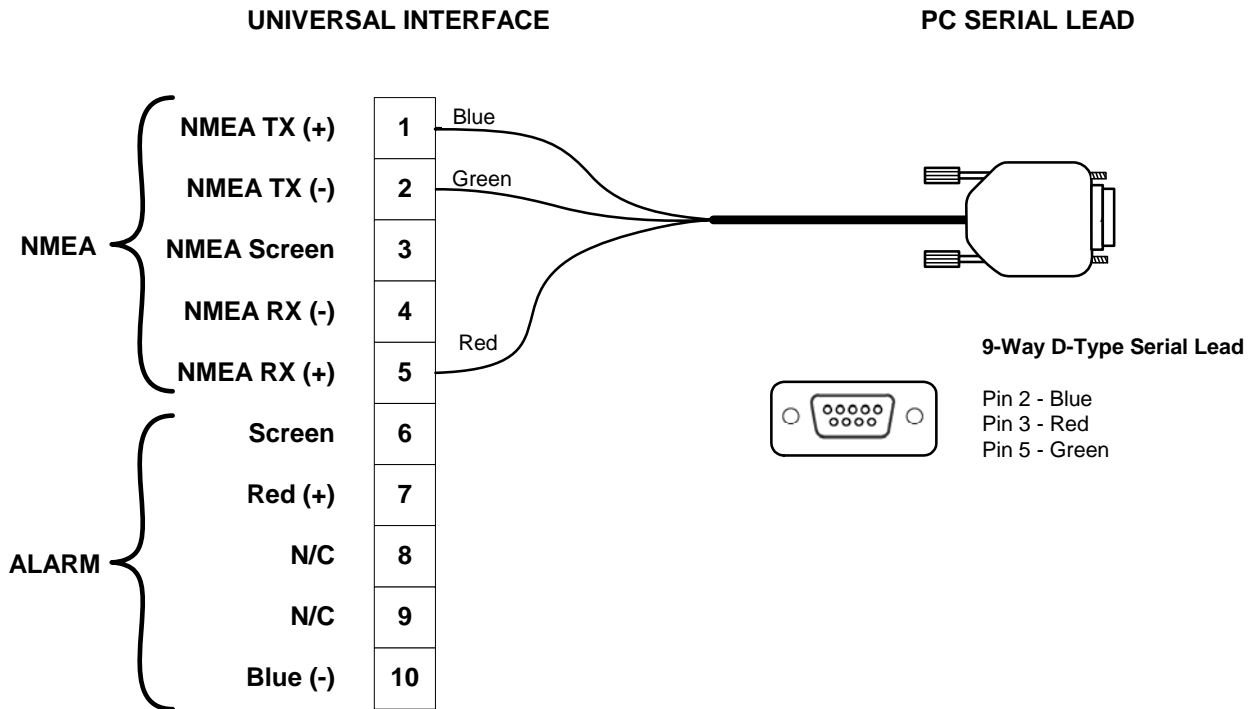 UNIVERSAL INTERFACE
PC SERIAL LEAD
NMEA
NMEA TX (+) 1 Blue
NMEA TX (-) 2 Green
NMEA Screen 3
NMEA RX (-) 4
NMEA RX (+) 5 Red
ALARM
Screen 6
Red (+) 7
N/C 8
N/C 9
Blue (-) 10
9-Way D-Type Serial Lead
Pin 2 - Blue
Pin 3 - Red
Pin 5 - Green